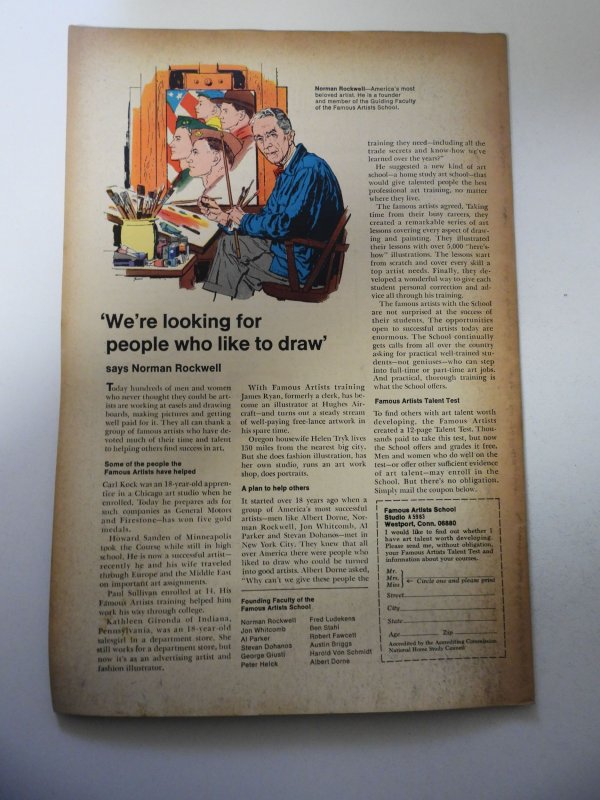 Norman Rockwell—America's most
beloved artist. He is a founder
and member of the Guiding Faculty
of the Famous Artists School.
'We're looking for
people who like to draw'
says Norman Rockwell
Today hundreds of men and women
who never thought they could be art-
ists are working at easels and drawing
boards, making pictures and getting
well paid for it. They all can thank a
group of famous artists who have de-
voted much of their time and talent
to helping others find success in art.
Some of the people the
Famous Artists have helped
Carl Kock was an 18-year-old appren-
tice in a Chicago art studio when he
enrolled. Today he prepares ads for
such companies as General Motors
and Firestone—has won five gold
medals.
Howard Sanden of Minneapolis
took the Course while still in high
school. He is now a successful artist—
recently he and his wife traveled
through Europe and the Middle East
on important art assignments.
Paul Sullivan enrolled at 14. His
Famous Artists training helped him
work his way through college.
Kathleen Gironda of Indiana,
Pennsylvania, was an 18-year-old
salesgirl in a department store. She
still works for a department store, but
now it's as an advertising artist and
fashion illustrator.
With Famous Artists training
James Ryan, formerly a clerk, has be-
come an illustrator at Hughes Air-
craft—and turns out a steady stream
of well-paying free-lance artwork in
his spare time.
Oregon housewife Helen Tryk lives
150 miles from the nearest big city.
But she does fashion illustration, has
her own studio, runs an art work
shop, does portraits.
A plan to help others
It started over 18 years ago when a
group of America's most successful
artists—men like Albert Dorne, Nor-
man Rockwell, Jon Whitcomb, Al
Parker and Stevan Dohanos—met in
New York City. They knew that all
over America there were people who
liked to draw who could be turned
into good artists. Albert Dorne asked,
"Why can't we give these people the
Founding Faculty of the
Famous Artists School
Norman Rockwell
Jon Whitcomb
Al Parker
Stevan Dohanos
George Giusti
Peter Helck
Fred Ludekens
Ben Stahl
Robert Fawcett
Austin Briggs
Harold Von Schmidt
Albert Dorne
training they need—including all the
trade secrets and know-how we've
learned over the years?"
He suggested a new kind of art
school—a home study art school—that
would give talented people the best
professional art training, no matter
where they live.
The famous artists agreed. Taking
time from their busy careers, they
created a remarkable series of art
lessons covering every aspect of draw-
ing and painting. They illustrated
their lessons with over 5,000 "here's-
how" illustrations. The lessons start
from scratch and cover every skill a
top artist needs. Finally, they de-
veloped a wonderful way to give each
student personal correction and ad-
vice all through his training.
The famous artists with the School
are not surprised at the success of
their students. The opportunities
open to successful artists today are
enormous. The School continually
gets calls from all over the country
asking for practical well-trained stu-
dents—not geniuses—who can step
into full-time or part-time art jobs.
And practical, thorough training is
what the School offers.
Famous Artists Talent Test
To find others with art talent worth
developing, the Famous Artists
created a 12-page Talent Test. Thou-
sands paid to take this test, but now
the School offers and grades it free.
Men and women who do well on the
test—or offer other sufficient evidence
of art talent—may enroll in the
School. But there's no obligation.
Simply mail the coupon below.
Famous Artists School
Studio A 5983
Westport, Conn. 06880
I would like to find out whether I
have art talent worth developing.
Please send me, without obligation,
your Famous Artists Talent Test and
information about your courses.
Mr.
Mrs.
Miss
← Circle one and please print
Street
City
State
Age Zip
Accredited by the Accrediting Commission,
National Home Study Council